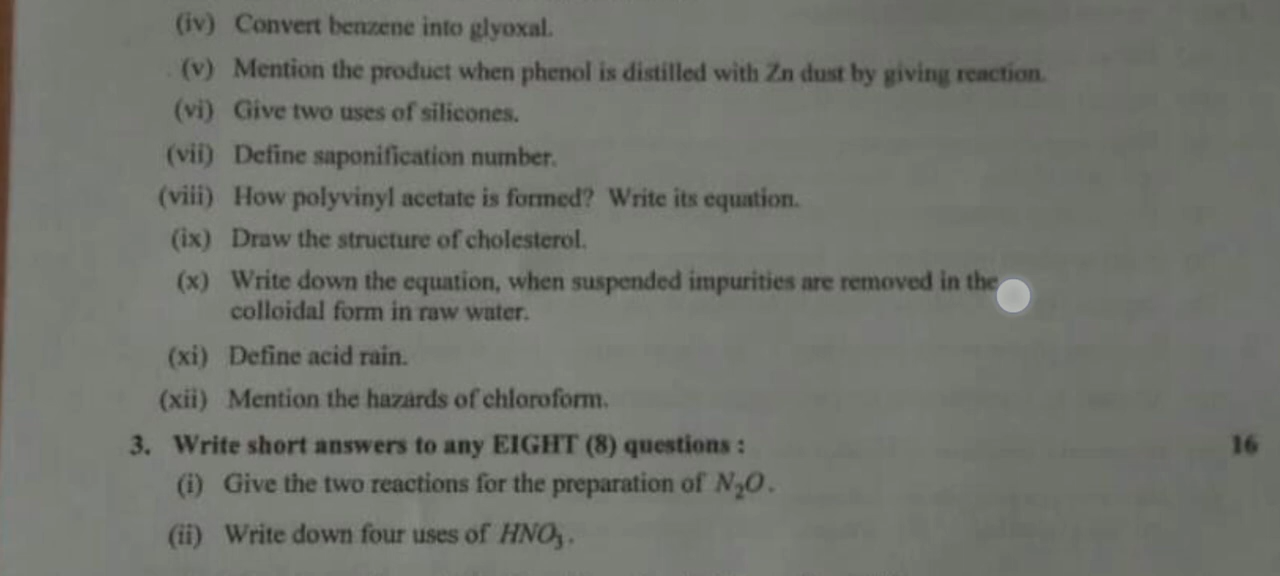 (iv) Convert benzene into glyoxal.
(v) Mention the product when phenol is distilled with Zn dust by giving reaction.
(vi) Give two uses of silicones.
(vii) Define saponification number.
(viii) How polyvinyl acetate is formed? Write its equation.
(ix) Draw the structure of cholesterol.
(x) Write down the equation, when suspended impurities are removed in the
colloidal form in raw water.
(xi) Define acid rain.
(xii) Mention the hazards of chloroform.
3. Write short answers to any EIGHT (8) questions : 16
(i) Give the two reactions for the preparation of N₂O.
(ii) Write down four uses of HNO₃.